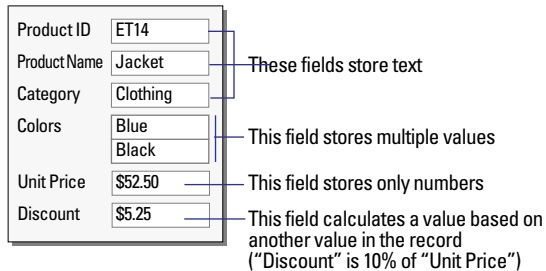 Product ID ET14
Product Name Jacket
These fields store text
Category Clothing
Colors Blue
Black
This field stores multiple values
Unit Price $52.50
This field stores only numbers
Discount $5.25
This field calculates a value based on
another value in the record
(“Discount” is 10% of “Unit Price”)